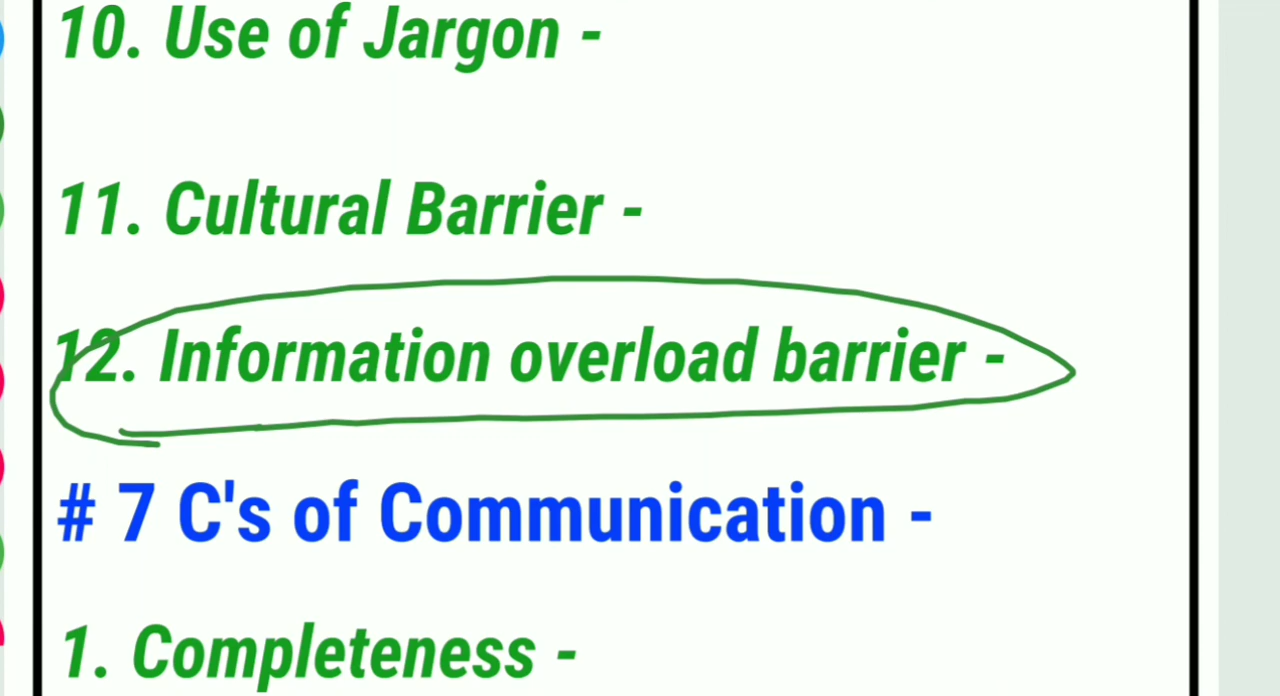 10. Use of Jargon -
11. Cultural Barrier -
12. Information overload barrier -
# 7 C's of Communication -
1. Completeness -